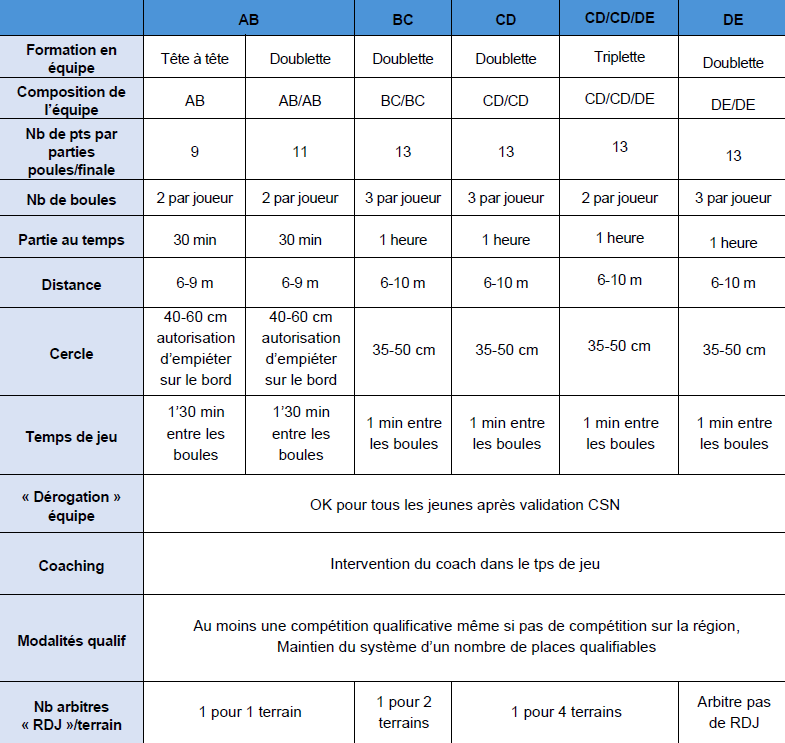 AB BC CD CD/CD/DE DE
Formation en
équipe
Tête à tête Doublette Doublette Doublette Triplette Doublette
Composition de
l'équipe
AB AB/AB BC/BC CD/CD CD/CD/DE DE/DE
Nb de pts par
parties
poules/finale
9 11 13 13 13 13
Nb de boules 2 par joueur 2 par joueur 3 par joueur 3 par joueur 2 par joueur 3 par joueur
Partie au temps 30 min 30 min 1 heure 1 heure 1 heure 1 heure
Distance 6-9 m 6-9 m 6-10 m 6-10 m 6-10 m 6-10 m
Cercle
40-60 cm
autorisation
d'empiéter
sur le bord
40-60 cm
autorisation
d'empiéter
sur le bord
35-50 cm 35-50 cm 35-50 cm 35-50 cm
Temps de jeu
1'30 min
entre les
boules
1'30 min
entre les
boules
1 min entre
les boules
1 min entre
les boules
1 min entre
les boules
1 min entre
les boules
« Dérogation »
équipe
OK pour tous les jeunes après validation CSN
Coaching
Intervention du coach dans le tps de jeu
Modalités qualif
Au moins une compétition qualificative même si pas de compétition sur la région,
Maintien du système d'un nombre de places qualifiables
Nb arbitres
« RDJ »/terrain
1 pour 1 terrain
1 pour 2
terrains
1 pour 4 terrains
Arbitre pas
de RDJ